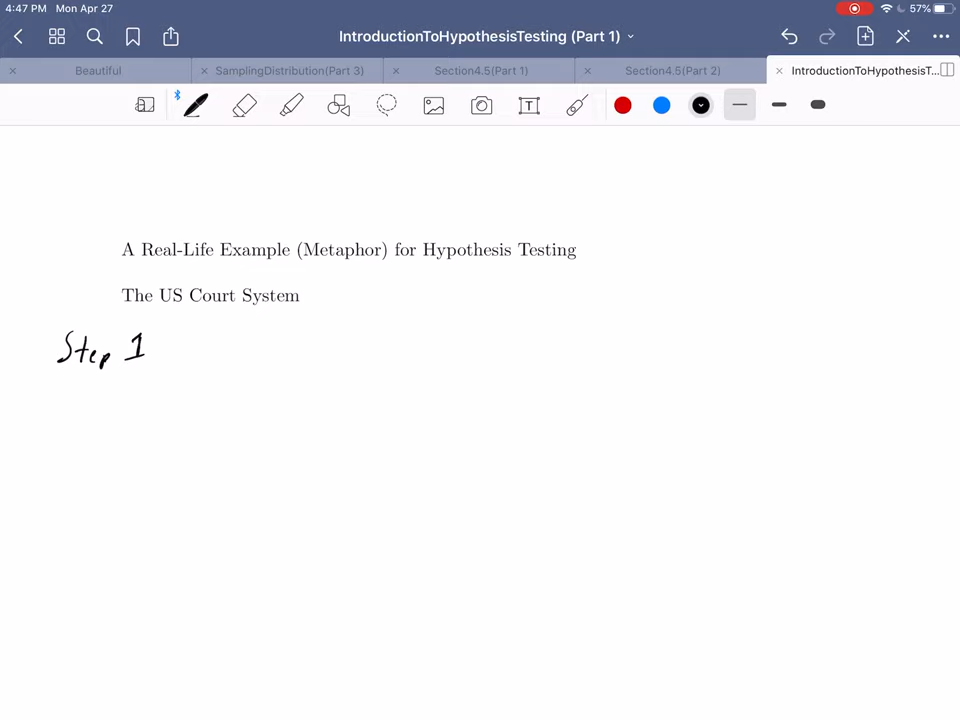 4:47 PM Mon Apr 27
57%
IntroductionToHypothesisTesting (Part 1)
Beautiful
SamplingDistribution(Part 3)
Section4.5(Part 1)
Section4.5(Part 2)
IntroductionToHypothesisT...
T
A Real-Life Example (Metaphor) for Hypothesis Testing
The US Court System
Step 1